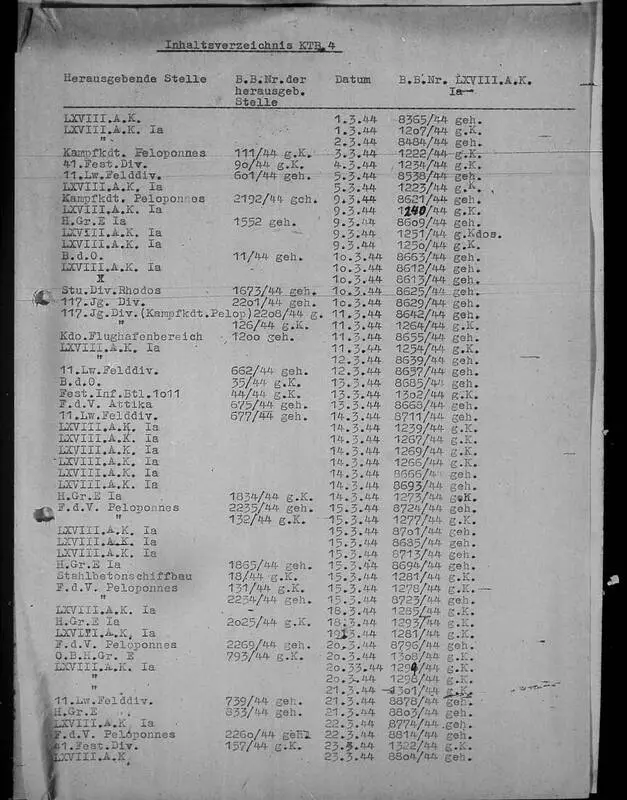 Inhaltsverzeichnis KTB 4
Herausgebende Stelle B.B.Nr.der Datum B.B.Nr. LXVIII.A.K.
herausgeb. Ia
Stelle
LXVIII.A.K. 1.3.44 8365/44 geh.
LXVIII.A.K. Ia 1.3.44 1207/44 g.K.
" 2.3.44 8484/44 geh.
Kampfkdt. Peloponnes 111/44 g.K. 3.3.44 1222/44 g.K.
41.Fest.Div. 90/44 g.K. 4.3.44 1234/44 g.K.
11.Lw.Felddiv. 601/44 geh. 5.3.44 8538/44 geh.
LXVIII.A.K. Ia 5.3.44 1223/44 g.K.
Kampfkdt. Peloponnes 2192/44 geh. 9.3.44 8621/44 geh.
LXVIII.A.K. Ia 9.3.44 1240/44 g.K.
H.Gr.E Ia 1552 geh. 9.3.44 8609/44 geh.
LXVIII.A.K. Ia 9.3.44 1251/44 g.Kdos.
LXVIII.A.K. Ia 9.3.44 1250/44 g.K.
B.d.O. 11/44 geh. 10.3.44 8663/44 geh.
LXVIII.A.K. Ia 10.3.44 8612/44 geh.
X 10.3.44 8613/44 geh.
Stu.Div.Rhodos 1673/44 geh. 10.3.44 8625/44 geh.
117.Jg. Div. 2201/44 geh. 10.3.44 8629/44 geh.
117.Jg.Div.(Kampfkdt.Pelop)2208/44 g. 11.3.44 8642/44 geh.
" 126/44 g.K. 11.3.44 1264/44 g.K.
Kdo.Flughafenbereich 1200 geh. 11.3.44 8655/44 geh.
LXVIII.A.K. Ia 11.3.44 1254/44 g.K.
" 12.3.44 8639/44 geh.
11.Lw.Felddiv. 662/44 geh. 12.3.44 8657/44 geh.
B.d.O. 35/44 g.K. 13.3.44 8685/44 geh.
Fest.Inf.Btl.1011 44/44 g.K. 13.3.44 1302/44 g.K.
F.d.V. Attika 675/44 geh. 13.3.44 8668/44 geh.
11.Lw.Felddiv. 677/44 geh. 14.3.44 8711/44 geh.
LXVIII.A.K. Ia 14.3.44 1239/44 g.K.
LXVIII.A.K. Ia 14.3.44 1267/44 g.K.
LXVIII.A.K. Ia 14.3.44 1269/44 g.K.
LXVIII.A.K. Ia 14.3.44 1266/44 g.K.
LXVIII.A.K. Ia 14.3.44 8666/44 geh.
LXVIII.A.K. Ia 14.3.44 8693/44 geh.
H.Gr.E Ia 1834/44 g.K. 14.3.44 1273/44 g.K.
F.d.V. Peloponnes 2235/44 geh. 15.3.44 8724/44 geh.
" 132/44 g.K. 15.3.44 1277/44 g.K.
LXVIII.A.K. Ia 15.3.44 8701/44 geh.
LXVIII.A.K. Ia 15.3.44 8685/44 geh.
LXVIII.A.K. Ia 15.3.44 8713/44 geh.
H.Gr.E Ia 1865/44 geh. 15.3.44 8694/44 geh.
Stahlbetonschiffbau 18/44 g.K. 15.3.44 1281/44 g.K.
F.d.V. Peloponnes 131/44 g.K. 15.3.44 1278/44 g.K.
" 2234/44 geh. 15.3.44 8723/44 geh.
LXVIII.A.K. Ia 18.3.44 1285/44 g.K.
H.Gr.E Ia 2025/44 g.K. 18.3.44 1293/44 g.K.
LXVIII.A.K. Ia 19.3.44 1281/44 g.K.
F.d.V. Peloponnes 2269/44 geh. 20.3.44 8796/44 geh.
O.B.H.Gr. E 793/44 g.K. 20.3.44 1308/44 g.K.
LXVIII.A.K. Ia 20.33.44 1294/44 g.K.
" 20.3.44 1298/44 g.K.
" 21.3.44 1301/44 g.K.
11.Lw.Felddiv. 739/44 geh. 21.3.44 8878/44 geh.
H.Gr.E 833/44 geh. 21.3.44 8803/44 geh.
LXVIII.A.K Ia 22.3.44 8774/44 geh.
F.d.V. Peloponnes 2260/44 geh 22.3.44 8814/44 geh.
41.Fest.Div. 157/44 g.K. 23.3.44 1322/44 g.K.
LXVIII.A.K 23.3.44 8804/44 geh.